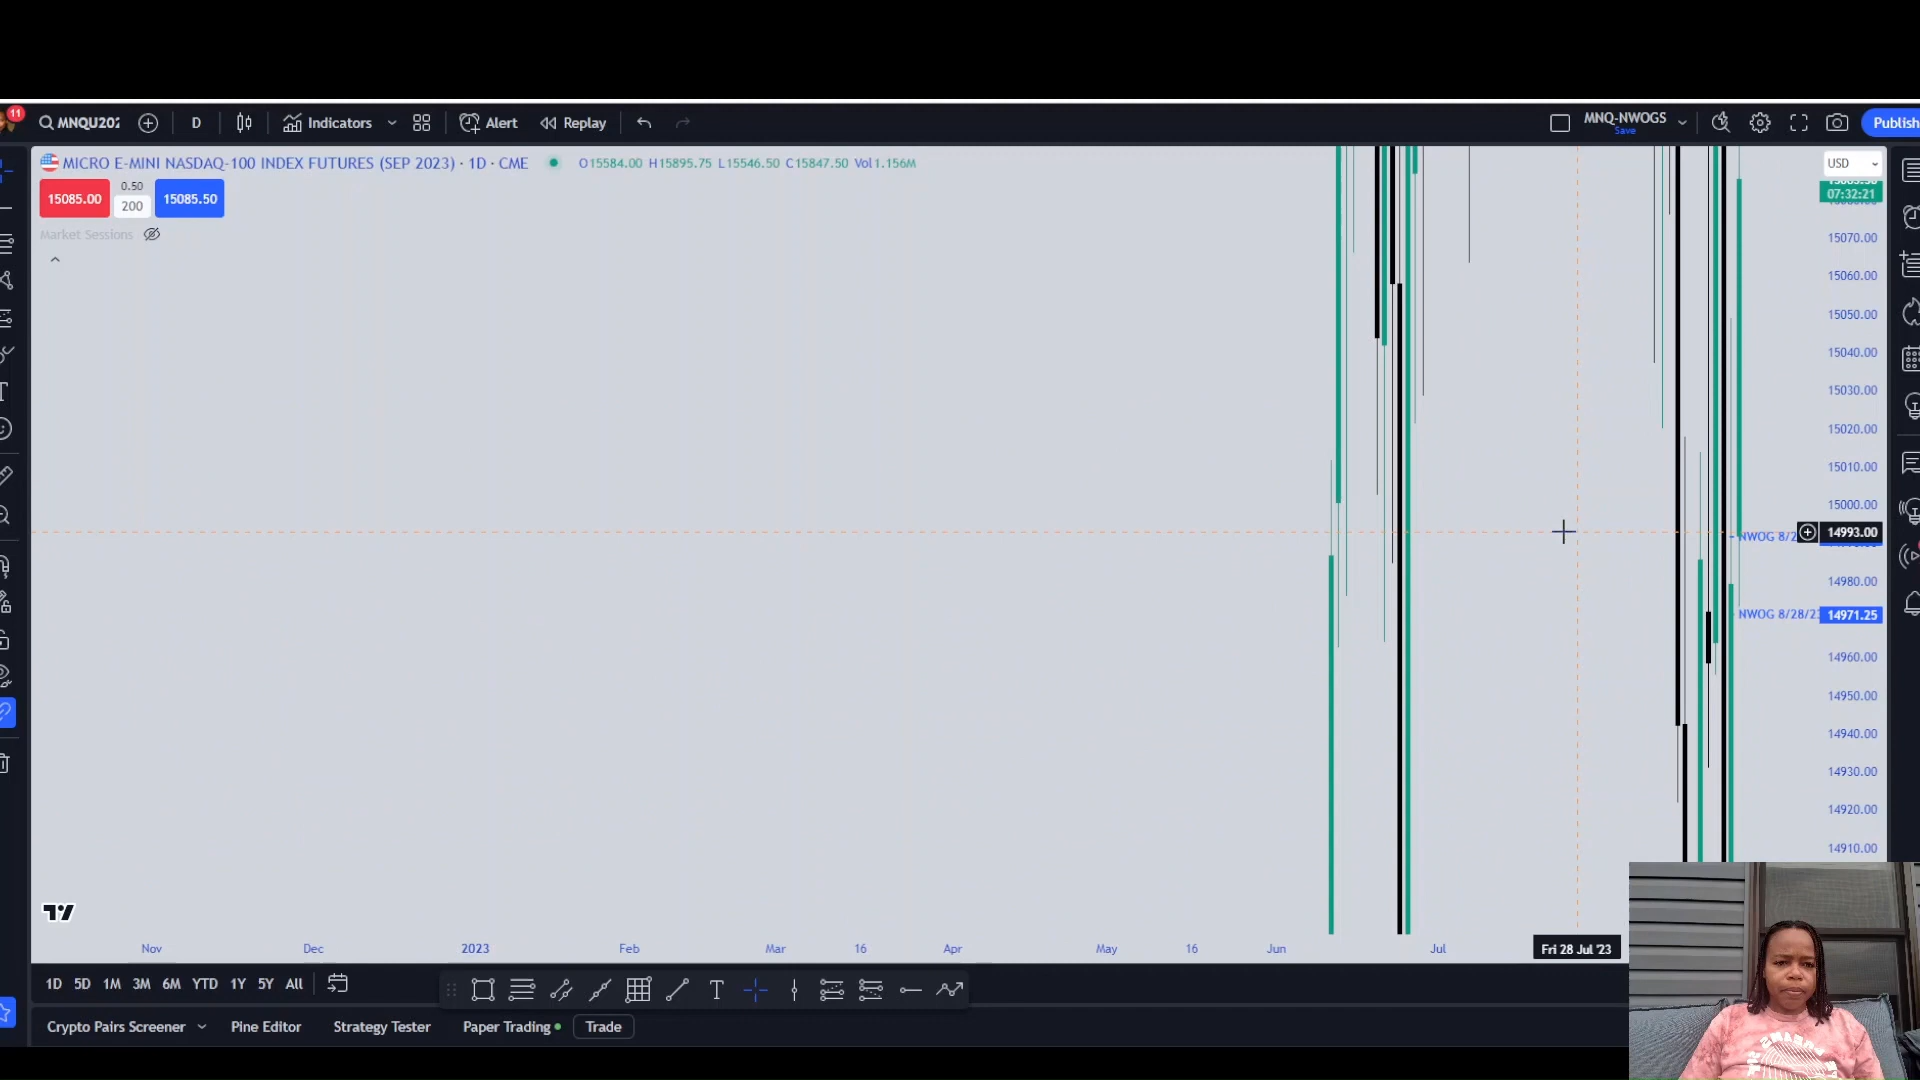 11
MNQU202
D
Indicators
Alert
Replay
MNQ-NWOGS
Save
Publish
MICRO E-MINI NASDAQ-100 INDEX FUTURES (SEP 2023) · 1D · CME
O15584.00 H15895.75 L15546.50 C15847.50 Vol1.156M
USD
15085.00
0.50
200
15085.50
07:32:21
Market Sessions
15070.00
15060.00
15050.00
15040.00
15030.00
15020.00
15010.00
15000.00
NWOG 8/2
14993.00
14980.00
NWOG 8/28/2
14971.25
14960.00
14950.00
14940.00
14930.00
14920.00
14910.00
Nov
Dec
2023
Feb
Mar
16
Apr
May
16
Jun
Jul
Fri 28 Jul '23
1D
5D
1M
3M
6M
YTD
1Y
5Y
All
Crypto Pairs Screener
Pine Editor
Strategy Tester
Paper Trading
Trade